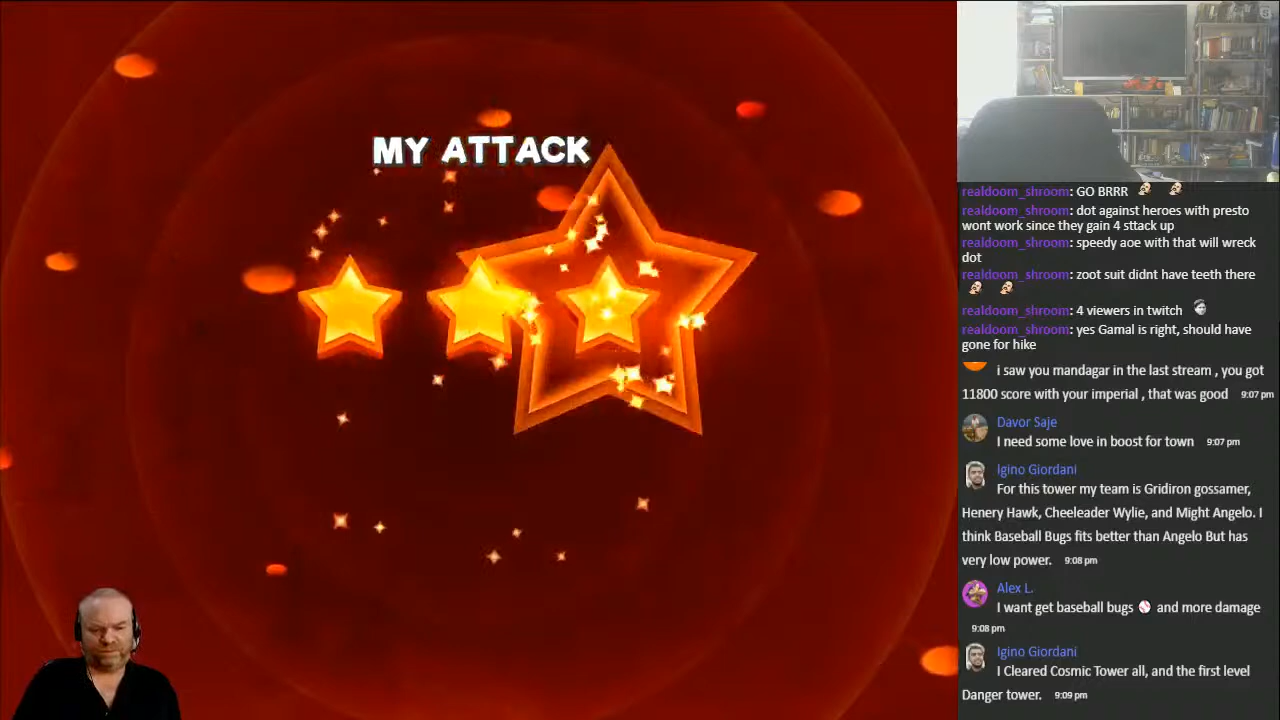 MY ATTACK
realdoom_shroom: GO BRRR
realdoom_shroom: dot against heroes with presto
wont work since they gain 4 sttack up
realdoom_shroom: speedy aoe with that will wreck
dot
realdoom_shroom: zoot suit didnt have teeth there
realdoom_shroom: 4 viewers in twitch
realdoom_shroom: yes Gamal is right, should have
gone for hike
i saw you mandagar in the last stream , you got
11800 score with your imperial , that was good 9:07 pm
Davor Saje
I need some love in boost for town 9:07 pm
Igino Giordani
For this tower my team is Gridiron gossamer,
Henery Hawk, Cheeleader Wylie, and Might Angelo. I
think Baseball Bugs fits better than Angelo But has
very low power. 9:08 pm
Alex L.
I want get baseball bugs ⚾ and more damage
9:08 pm
Igino Giordani
I Cleared Cosmic Tower all, and the first level
Danger tower. 9:09 pm